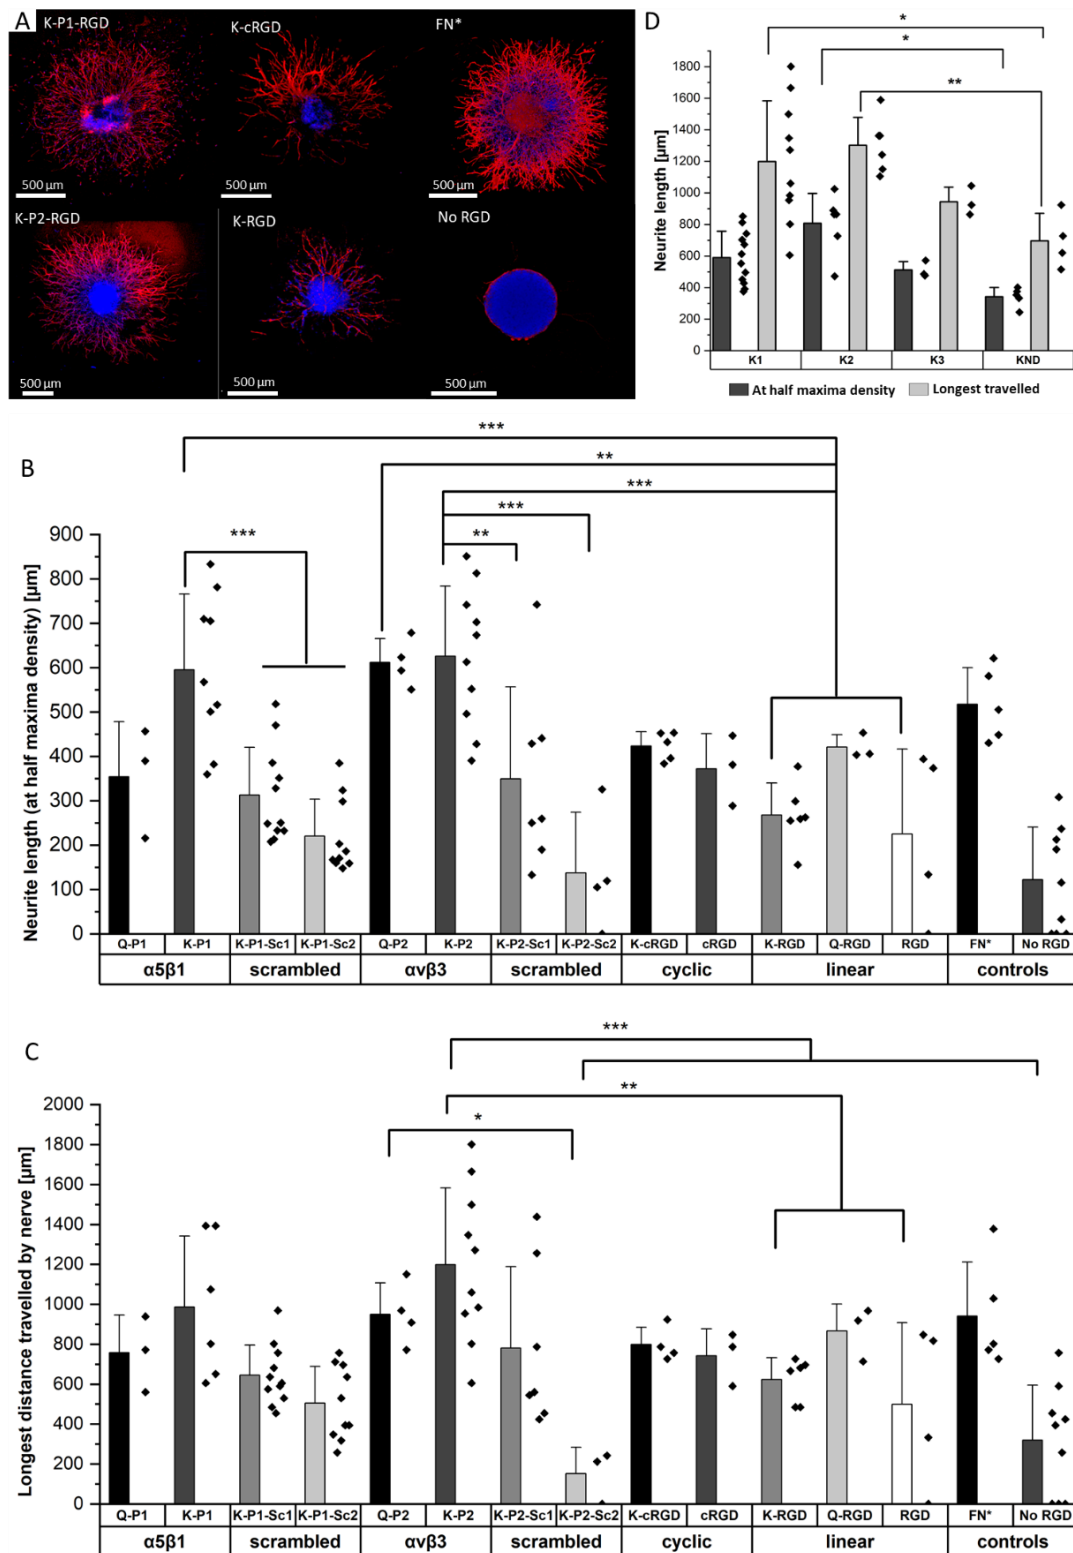 A
K-P1-RGD
K-cRGD
FN*
500 µm
500 µm
500 µm
K-P2-RGD
K-RGD
No RGD
500 µm
500 µm
500 µm
D
*
*
**
Neurite length [µm]
1800
1600
1400
1200
1000
800
600
400
200
0
K1 K2 K3 KND
At half maxima density Longest travelled
B
***
**
***
***
***
**
Neurite length (at half maxima density) [µm]
900
800
700
600
500
400
300
200
100
0
Q-P1 K-P1 K-P1-Sc1 K-P1-Sc2 Q-P2 K-P2 K-P2-Sc1 K-P2-Sc2 K-cRGD cRGD K-RGD Q-RGD RGD FN* No RGD
α5β1 scrambled αvβ3 scrambled cyclic linear controls
C
***
**
*
Longest distance travelled by nerve [µm]
2000
1800
1600
1400
1200
1000
800
600
400
200
0
Q-P1 K-P1 K-P1-Sc1 K-P1-Sc2 Q-P2 K-P2 K-P2-Sc1 K-P2-Sc2 K-cRGD cRGD K-RGD Q-RGD RGD FN* No RGD
α5β1 scrambled αvβ3 scrambled cyclic linear controls